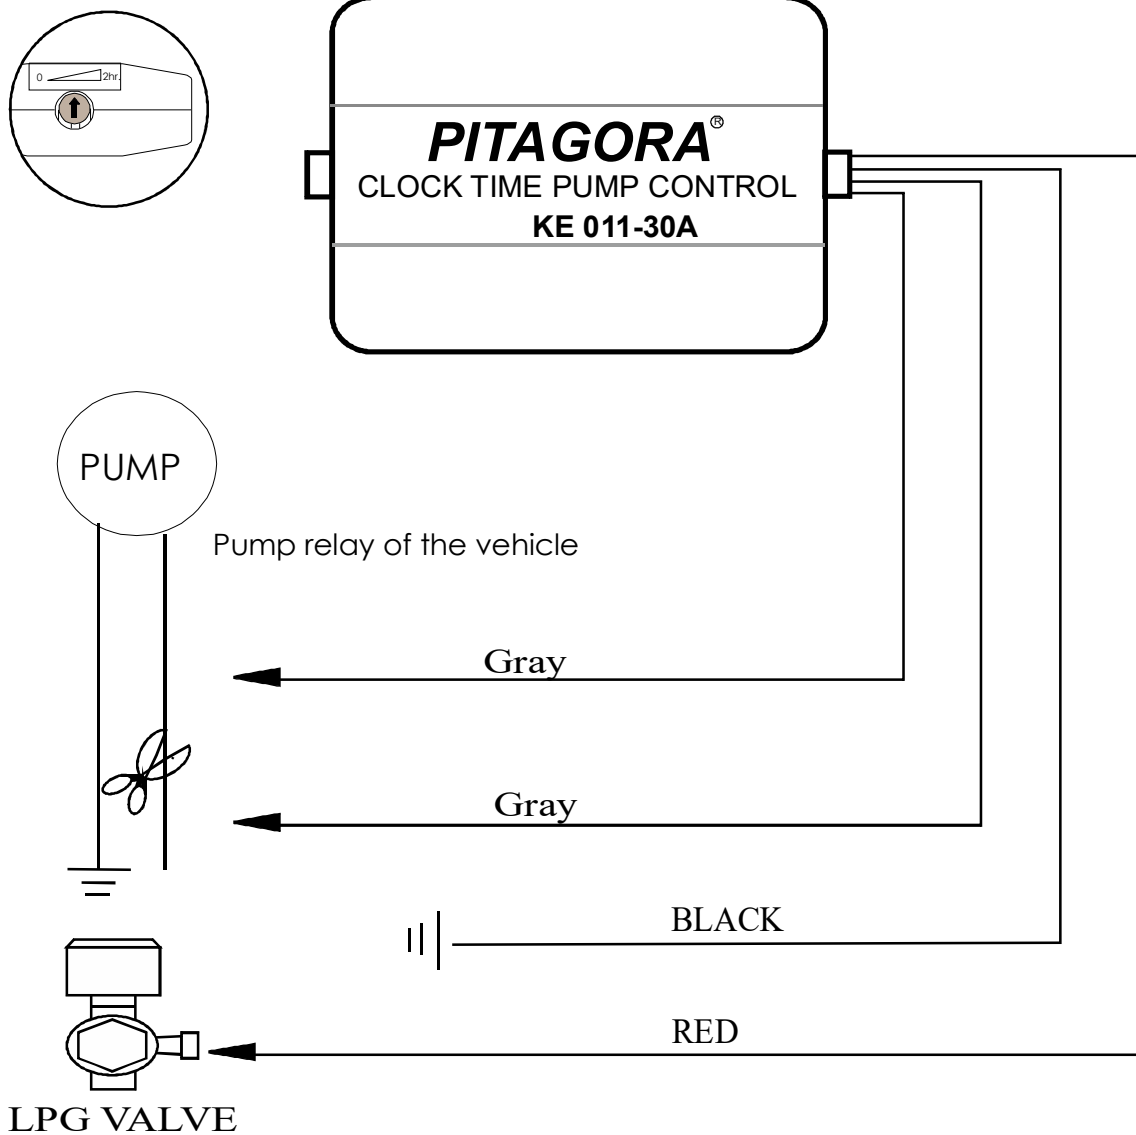 0 2hr.
PITAGORA®
CLOCK TIME PUMP CONTROL
KE 011-30A
PUMP
Pump relay of the vehicle
Gray
Gray
BLACK
RED
LPG VALVE